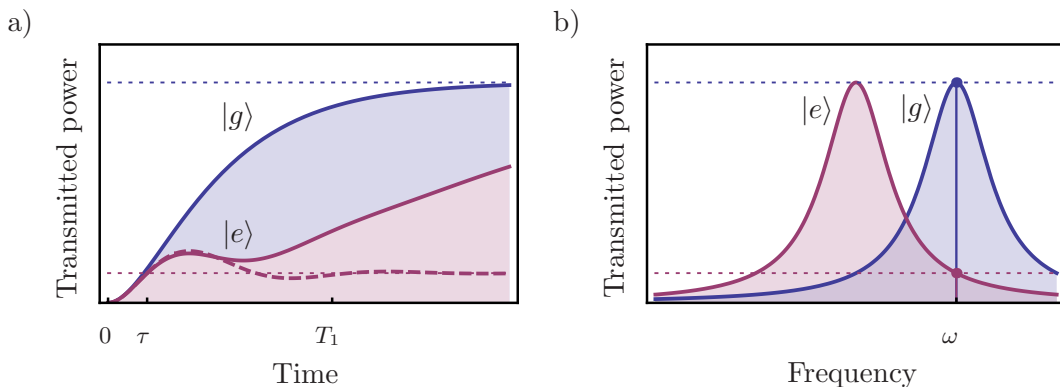 a)
Transmitted power
|g⟩
|e⟩
0 τ T₁
Time
b)
Transmitted power
|e⟩ |g⟩
ω
Frequency